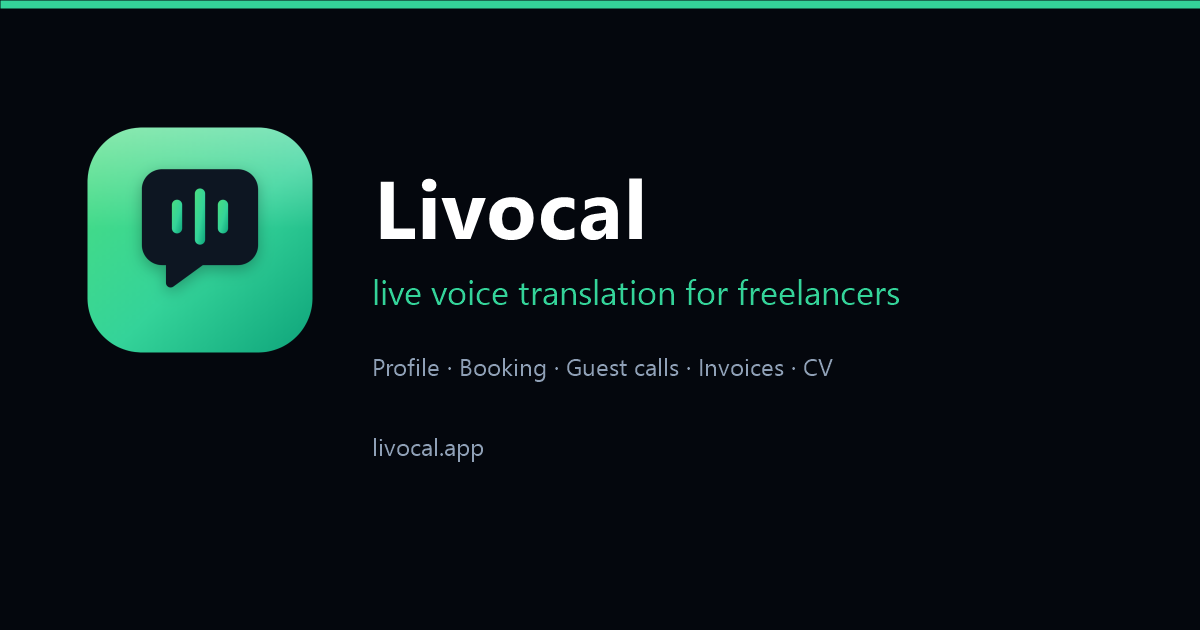 Livocal
live voice translation for freelancers
Profile · Booking · Guest calls · Invoices · CV
livocal.app